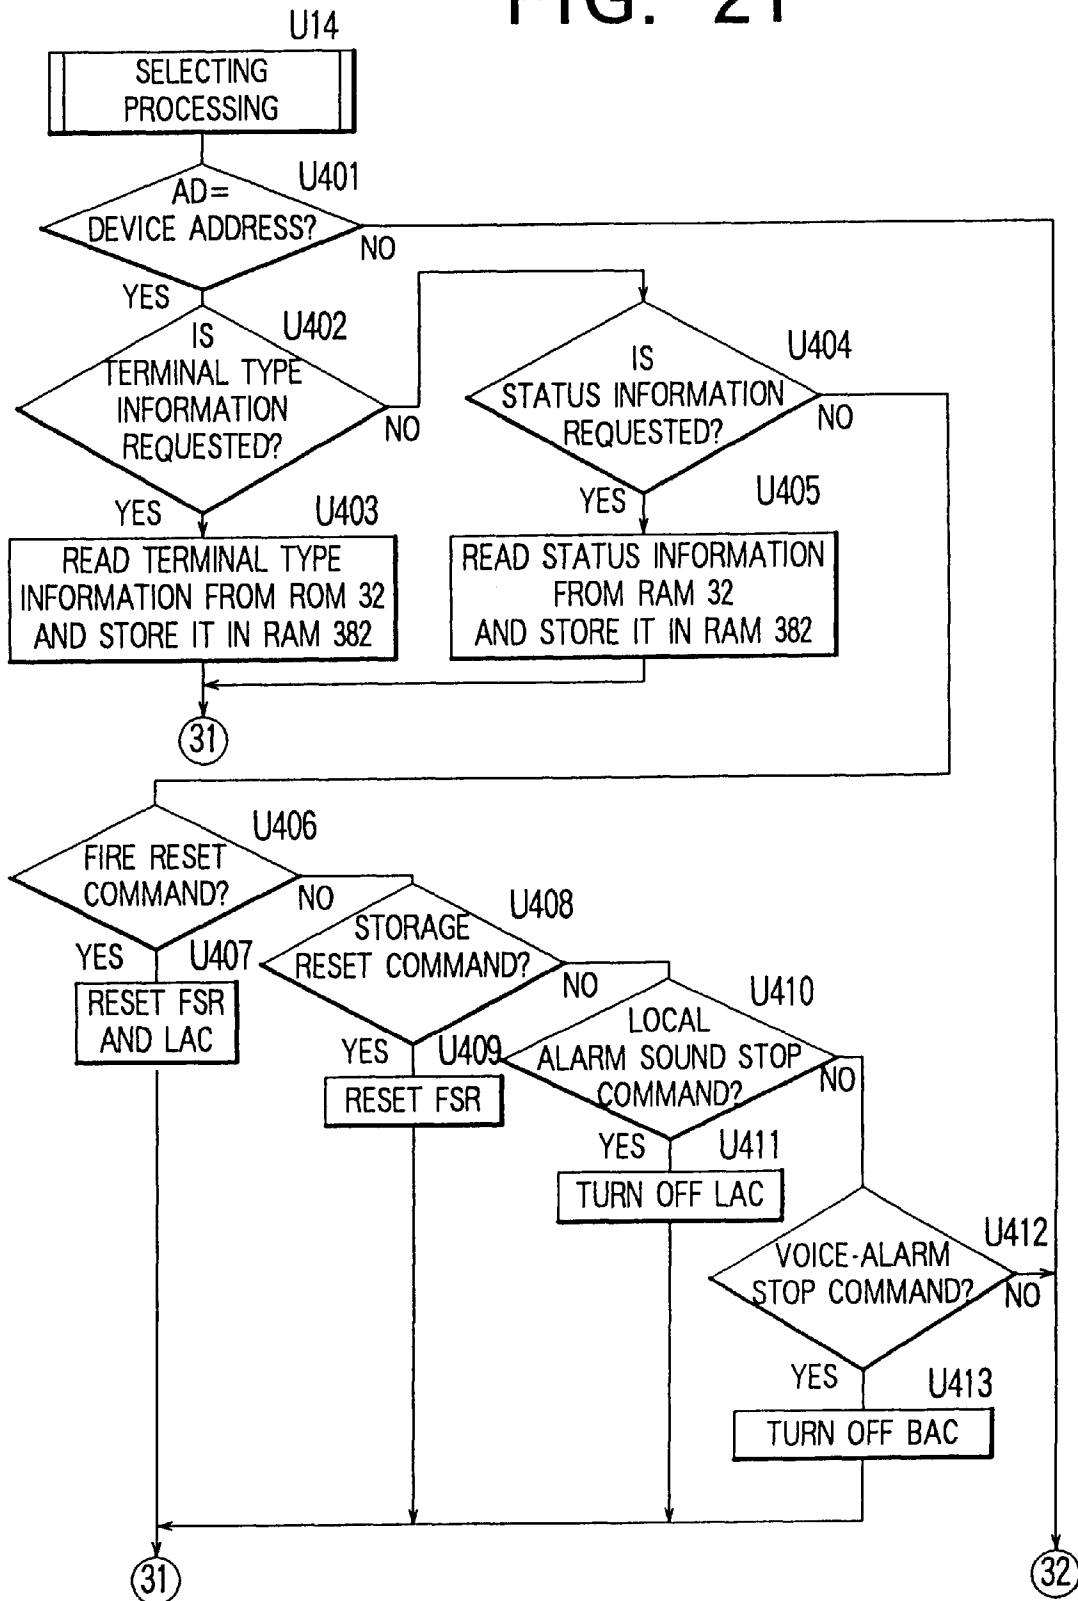 FIG. 21
U14
SELECTING
PROCESSING
U401
AD=
DEVICE ADDRESS?
NO
YES
U402
IS
TERMINAL TYPE
INFORMATION
REQUESTED?
NO
YES
U404
IS
STATUS INFORMATION
REQUESTED?
NO
YES
U403
READ TERMINAL TYPE
INFORMATION FROM ROM 32
AND STORE IT IN RAM 382
U405
READ STATUS INFORMATION
FROM RAM 32
AND STORE IT IN RAM 382
31
U406
FIRE RESET
COMMAND?
NO
YES
U407
RESET FSR
AND LAC
U408
STORAGE
RESET COMMAND?
NO
YES
U409
RESET FSR
U410
LOCAL
ALARM SOUND STOP
COMMAND?
NO
YES
U411
TURN OFF LAC
U412
VOICE-ALARM
STOP COMMAND?
NO
YES
U413
TURN OFF BAC
31
32